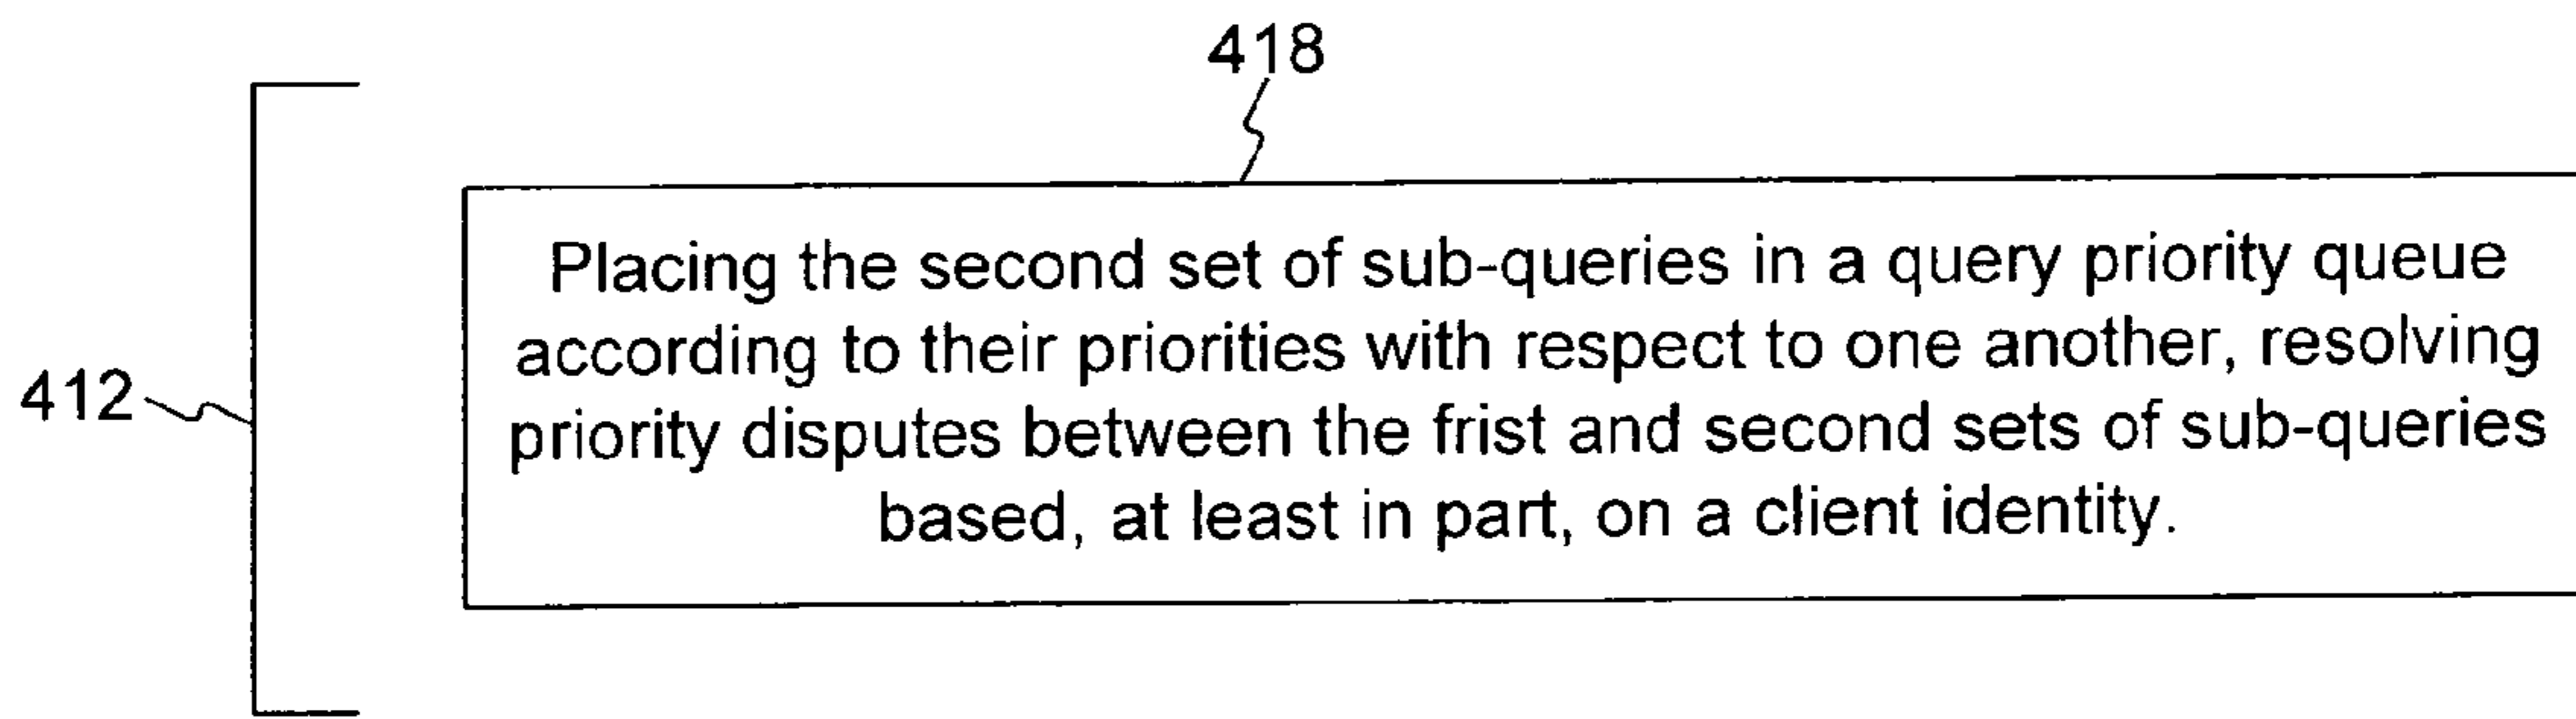 418
Placing the second set of sub-queries in a query priority queue
according to their priorities with respect to one another, resolving
412
priority disputes between the frist and second sets of sub-queries
based, at least in part, on a client identity.